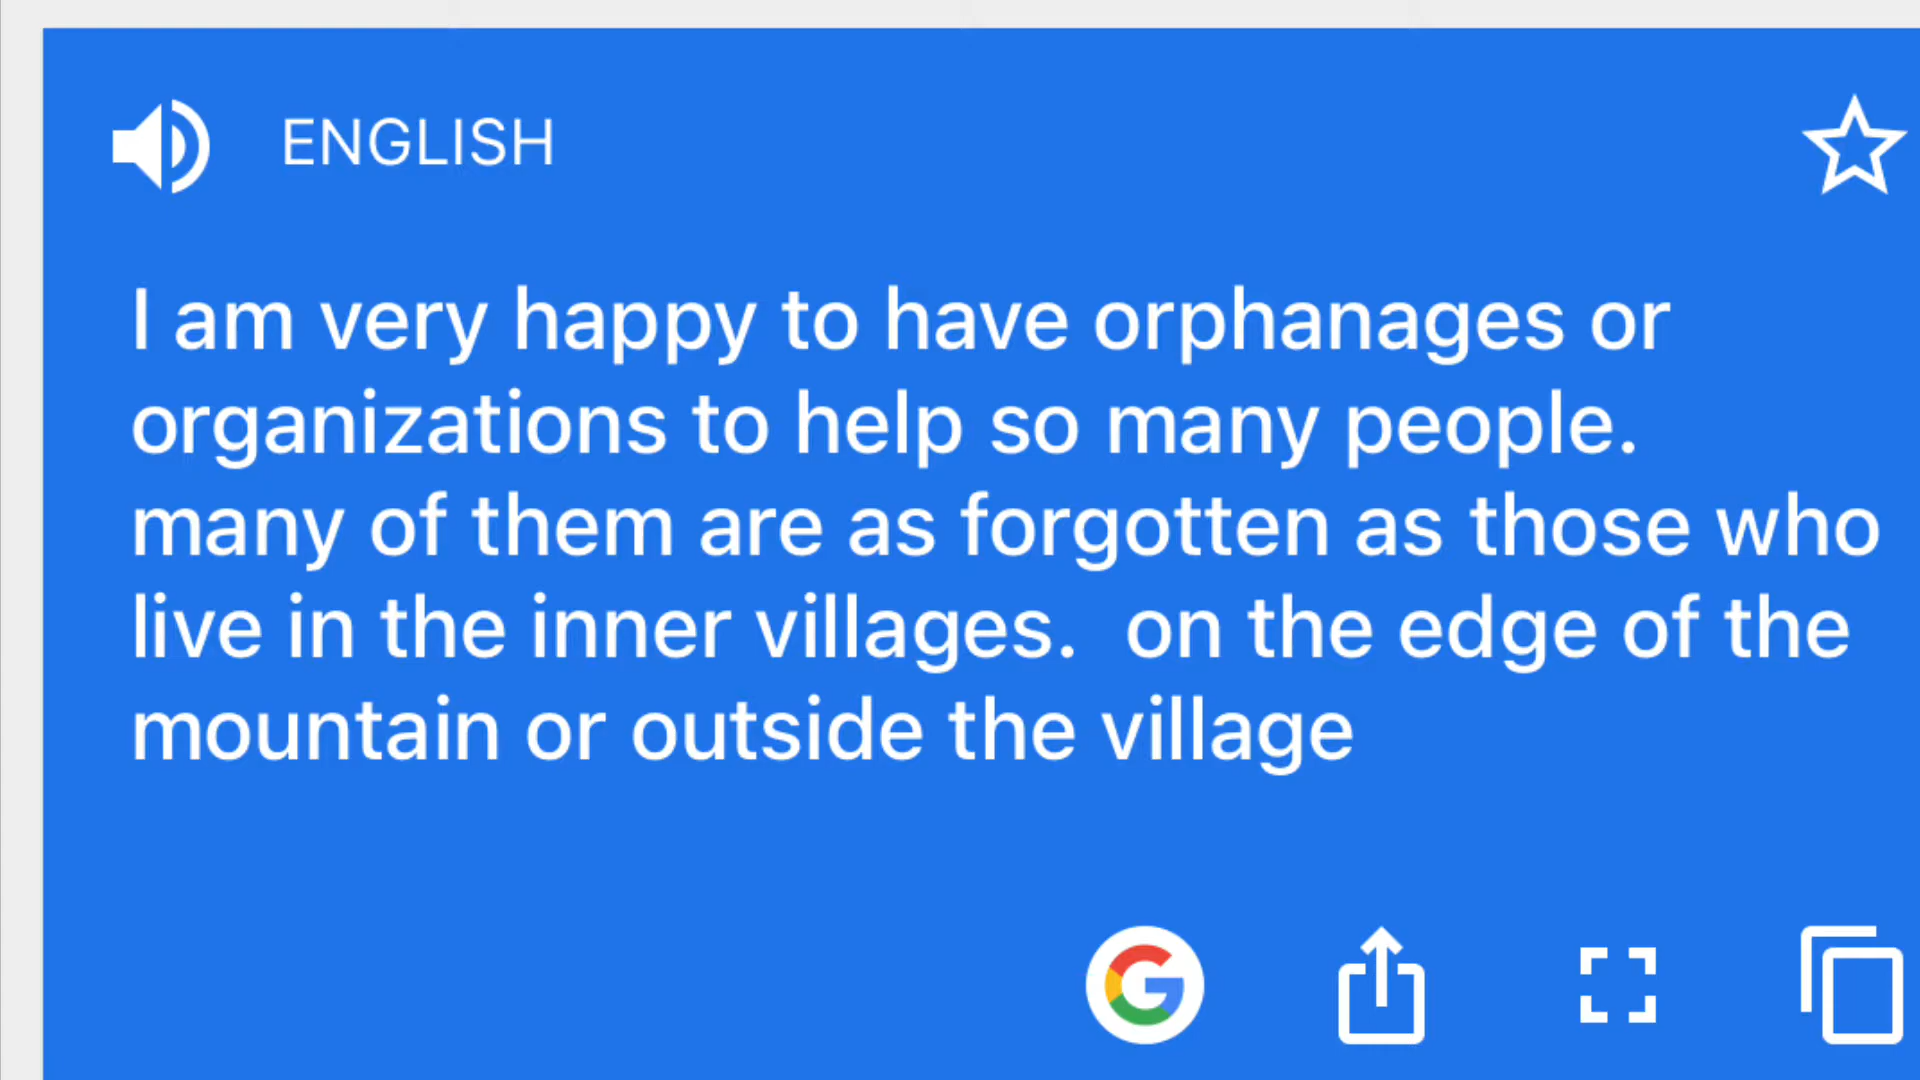 ENGLISH
I am very happy to have orphanages or
organizations to help so many people.
many of them are as forgotten as those who
live in the inner villages.  on the edge of the
mountain or outside the village